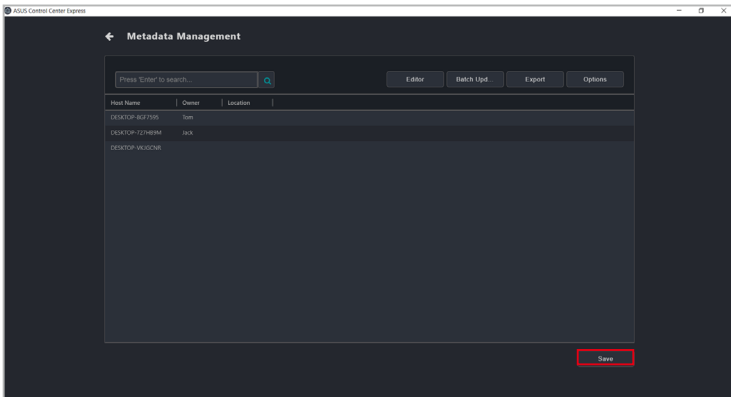 ASUS Control Center Express
Metadata Management
Press 'Enter' to search...
Editor
Batch Upd...
Export
Options
Host Name Owner Location
DESKTOP-8GF7595 Tom
DESKTOP-727H89M Jack
DESKTOP-VKJGCNR
Save